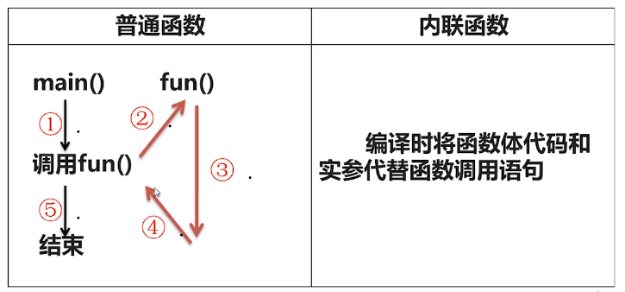 普通函数
内联函数
main()
fun()
①
②
调用fun()
③
⑤
④
结束
编译时将函数体代码和
实参代替函数调用语句